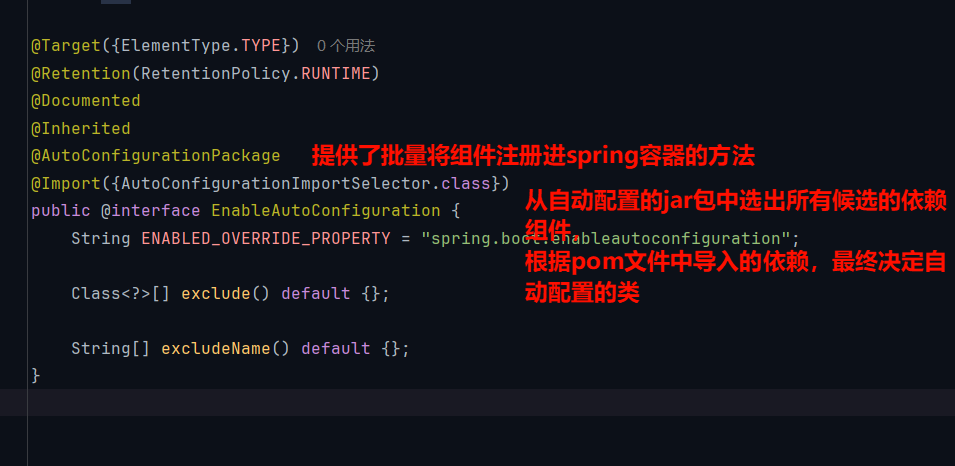 @Target({ElementType.TYPE}) 0 个用法
@Retention(RetentionPolicy.RUNTIME)
@Documented
@Inherited
@AutoConfigurationPackage 提供了批量将组件注册进spring容器的方法
@Import({AutoConfigurationImportSelector.class})
从自动配置的jar包中选出所有候选的依赖
public @interface EnableAutoConfiguration {
组件,
String ENABLED_OVERRIDE_PROPERTY = "spring.boot.enableautoconfiguration";
根据pom文件中导入的依赖，最终决定自
动配置的类
Class<?>[] exclude() default {};
String[] excludeName() default {};
}